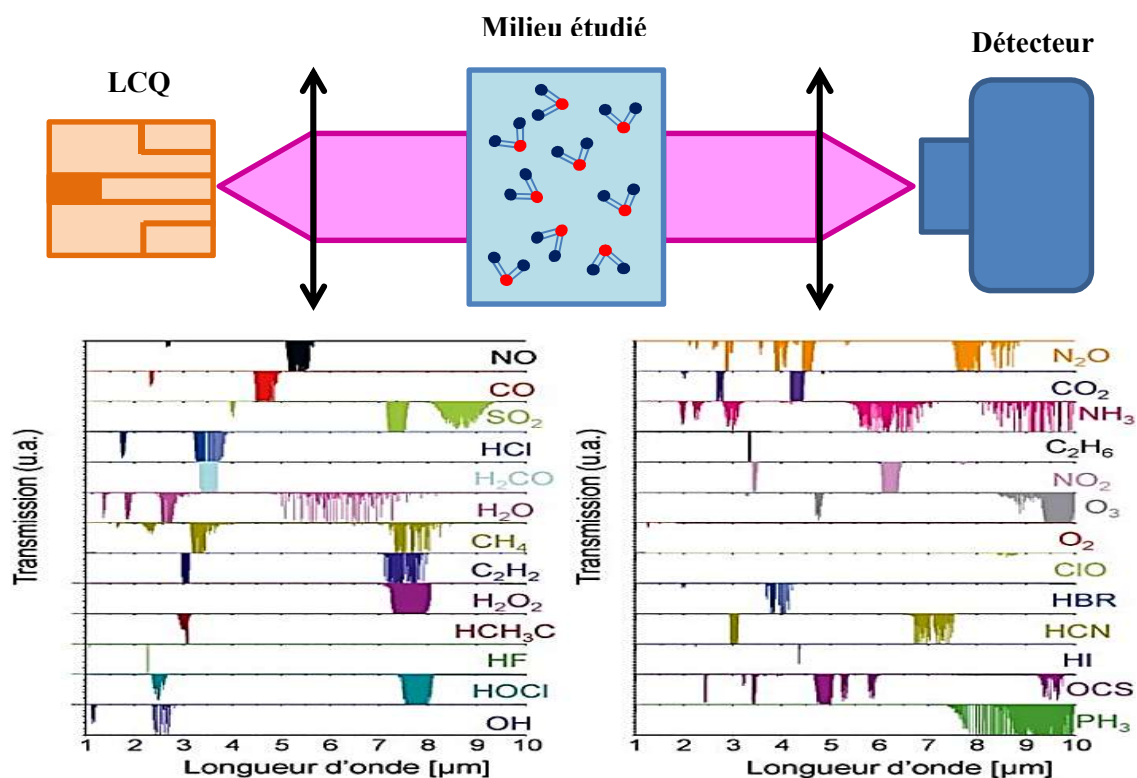 Milieu étudié
Détecteur
LCQ
Transmission (u.a.)
NO
CO
SO₂
HCl
H₂CO
H₂O
CH₄
C₂H₂
H₂O₂
HCH₃C
HF
HOCl
OH
1 2 3 4 5 6 7 8 9 10
Longueur d'onde [µm]
Transmission (u.a.)
N₂O
CO₂
NH₃
C₂H₆
NO₂
O₃
O₂
ClO
HBR
HCN
HI
OCS
PH₃
1 2 3 4 5 6 7 8 9 10
Longueur d'onde [µm]